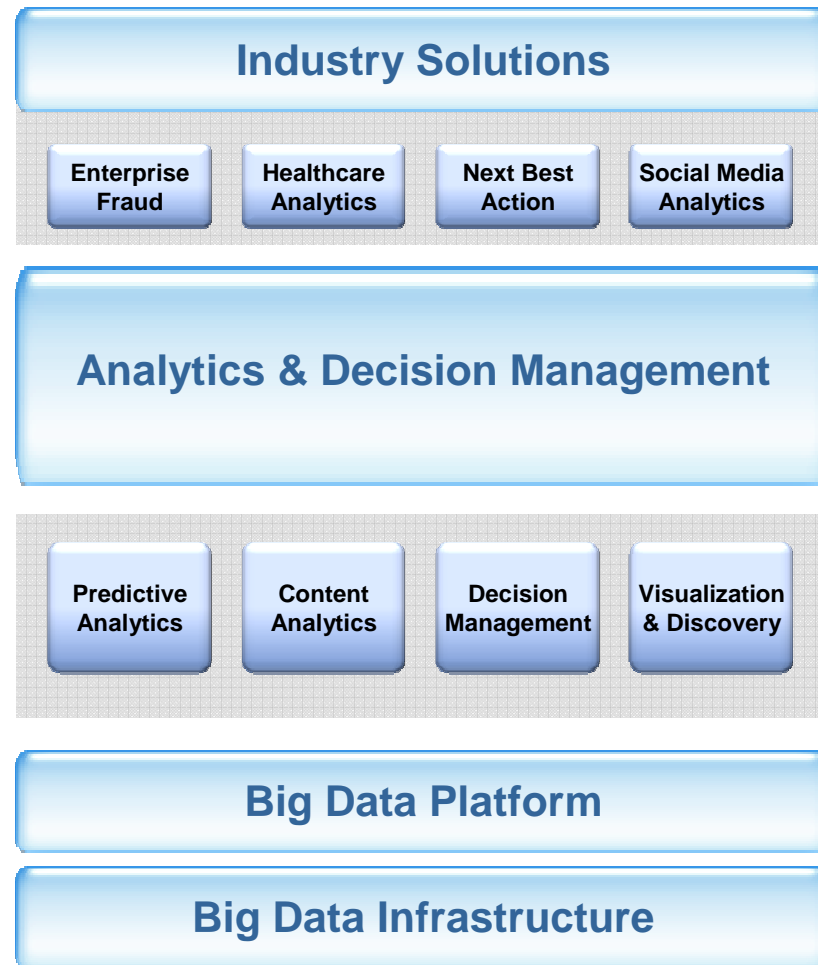 Industry Solutions
Enterprise
Fraud
Healthcare
Analytics
Next Best
Action
Social Media
Analytics
Analytics & Decision Management
Predictive
Analytics
Content
Analytics
Decision
Management
Visualization
& Discovery
Big Data Platform
Big Data Infrastructure